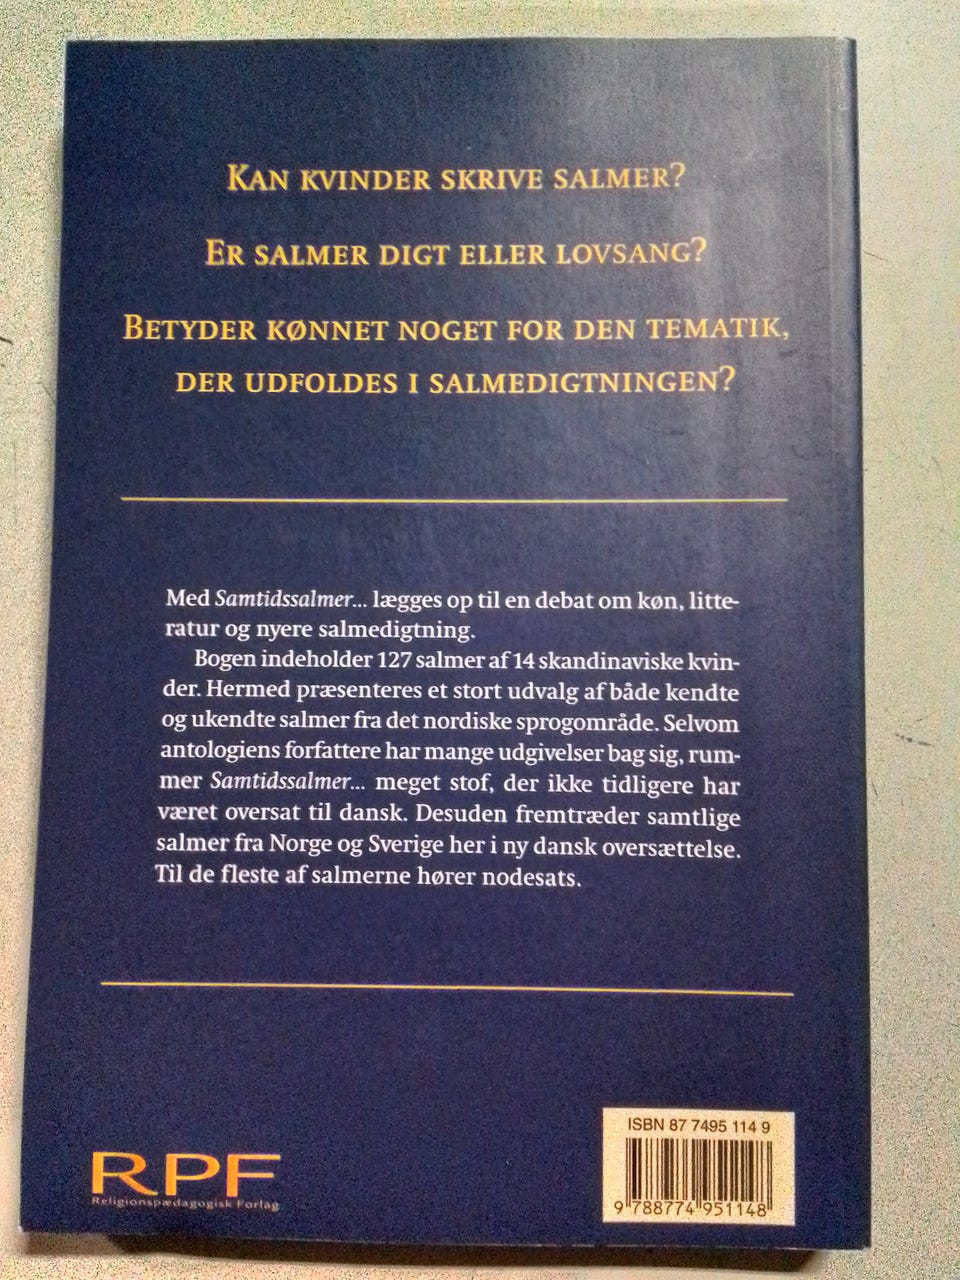 KAN KVINDER SKRIVE SALMER?
ER SALMER DIGT ELLER LOVSANG?
BETYDER KØNNET NOGET FOR DEN TEMATIK,
DER UDFOLDES I SALMEDIGTNINGEN?
Med Samtidssalmer... lægges op til en debat om køn, litte-
ratur og nyere salmedigtning.
Bogen indeholder 127 salmer af 14 skandinaviske kvin-
der. Hermed præsenteres et stort udvalg af både kendte
og ukendte salmer fra det nordiske sprogområde. Selvom
antologiens forfattere har mange udgivelser bag sig, rum-
mer Samtidssalmer... meget stof, der ikke tidligere har
været oversat til dansk. Desuden fremtræder samtlige
salmer fra Norge og Sverige her i ny dansk oversættelse.
Til de fleste af salmerne hører nodesats.
RPF
Religionspædagogisk Forlag
ISBN 87 7495 114 9
9 788774 951148